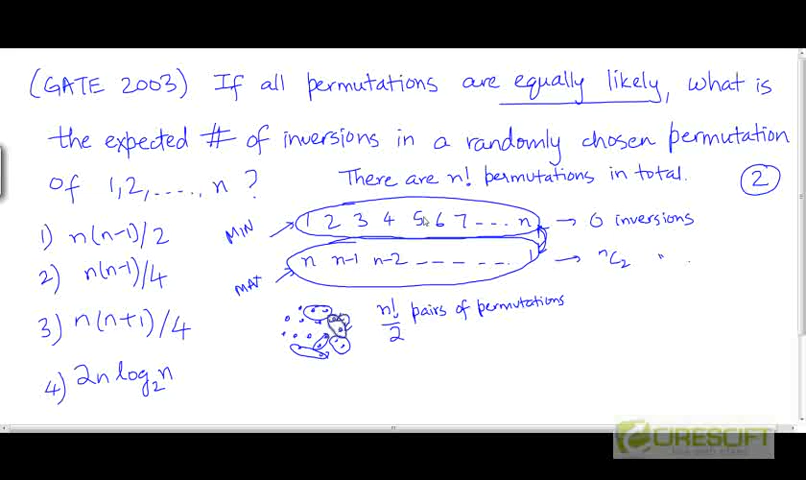 (GATE 2003) If all permutations are equally likely, what is
the expected # of inversions in a randomly chosen permutation
of 1,2,....., n ?
There are n! permutations in total.
2
1) n(n-1)/2
2) n(n-1)/4
3) n(n+1)/4
4) 2n log₂n
MIN
1 2 3 4 5 6 7 --.. n → 0 inversions
MAX
n n-1 n-2 -- -- -- ... 1 → ⁿC₂ " .
n!/2 pairs of permutations
CIRESCIFT